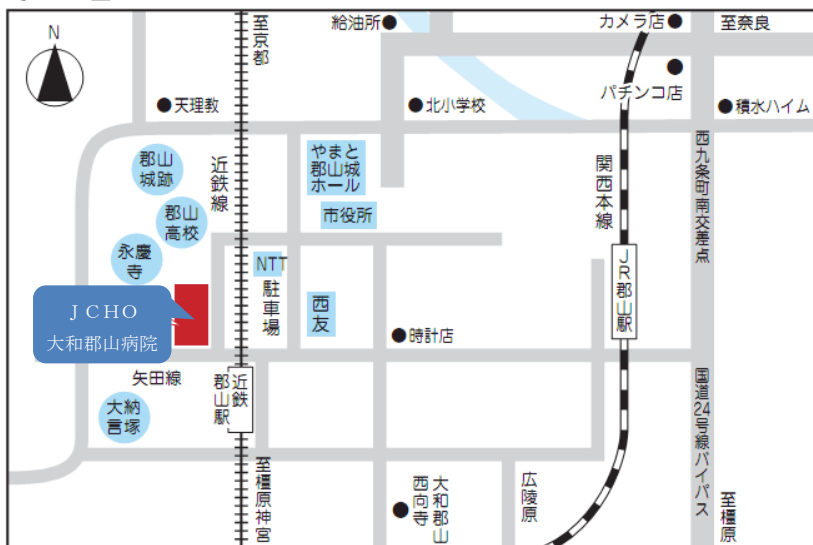 N
至京都
給油所
カメラ店
至奈良
パチンコ店
天理教
北小学校
積水ハイム
郡山
城跡
近鉄線
やまと
郡山城
ホール
関西本線
西九条町南交差点
郡山
高校
市役所
永慶
寺
NTT
駐車場
西
友
JR郡山駅
JCHO
大和郡山病院
時計店
矢田線
近鉄
郡山駅
国道24号線バイパス
大納
言塚
至橿原神宮
大和郡山
西向寺
広陵原
至橿原